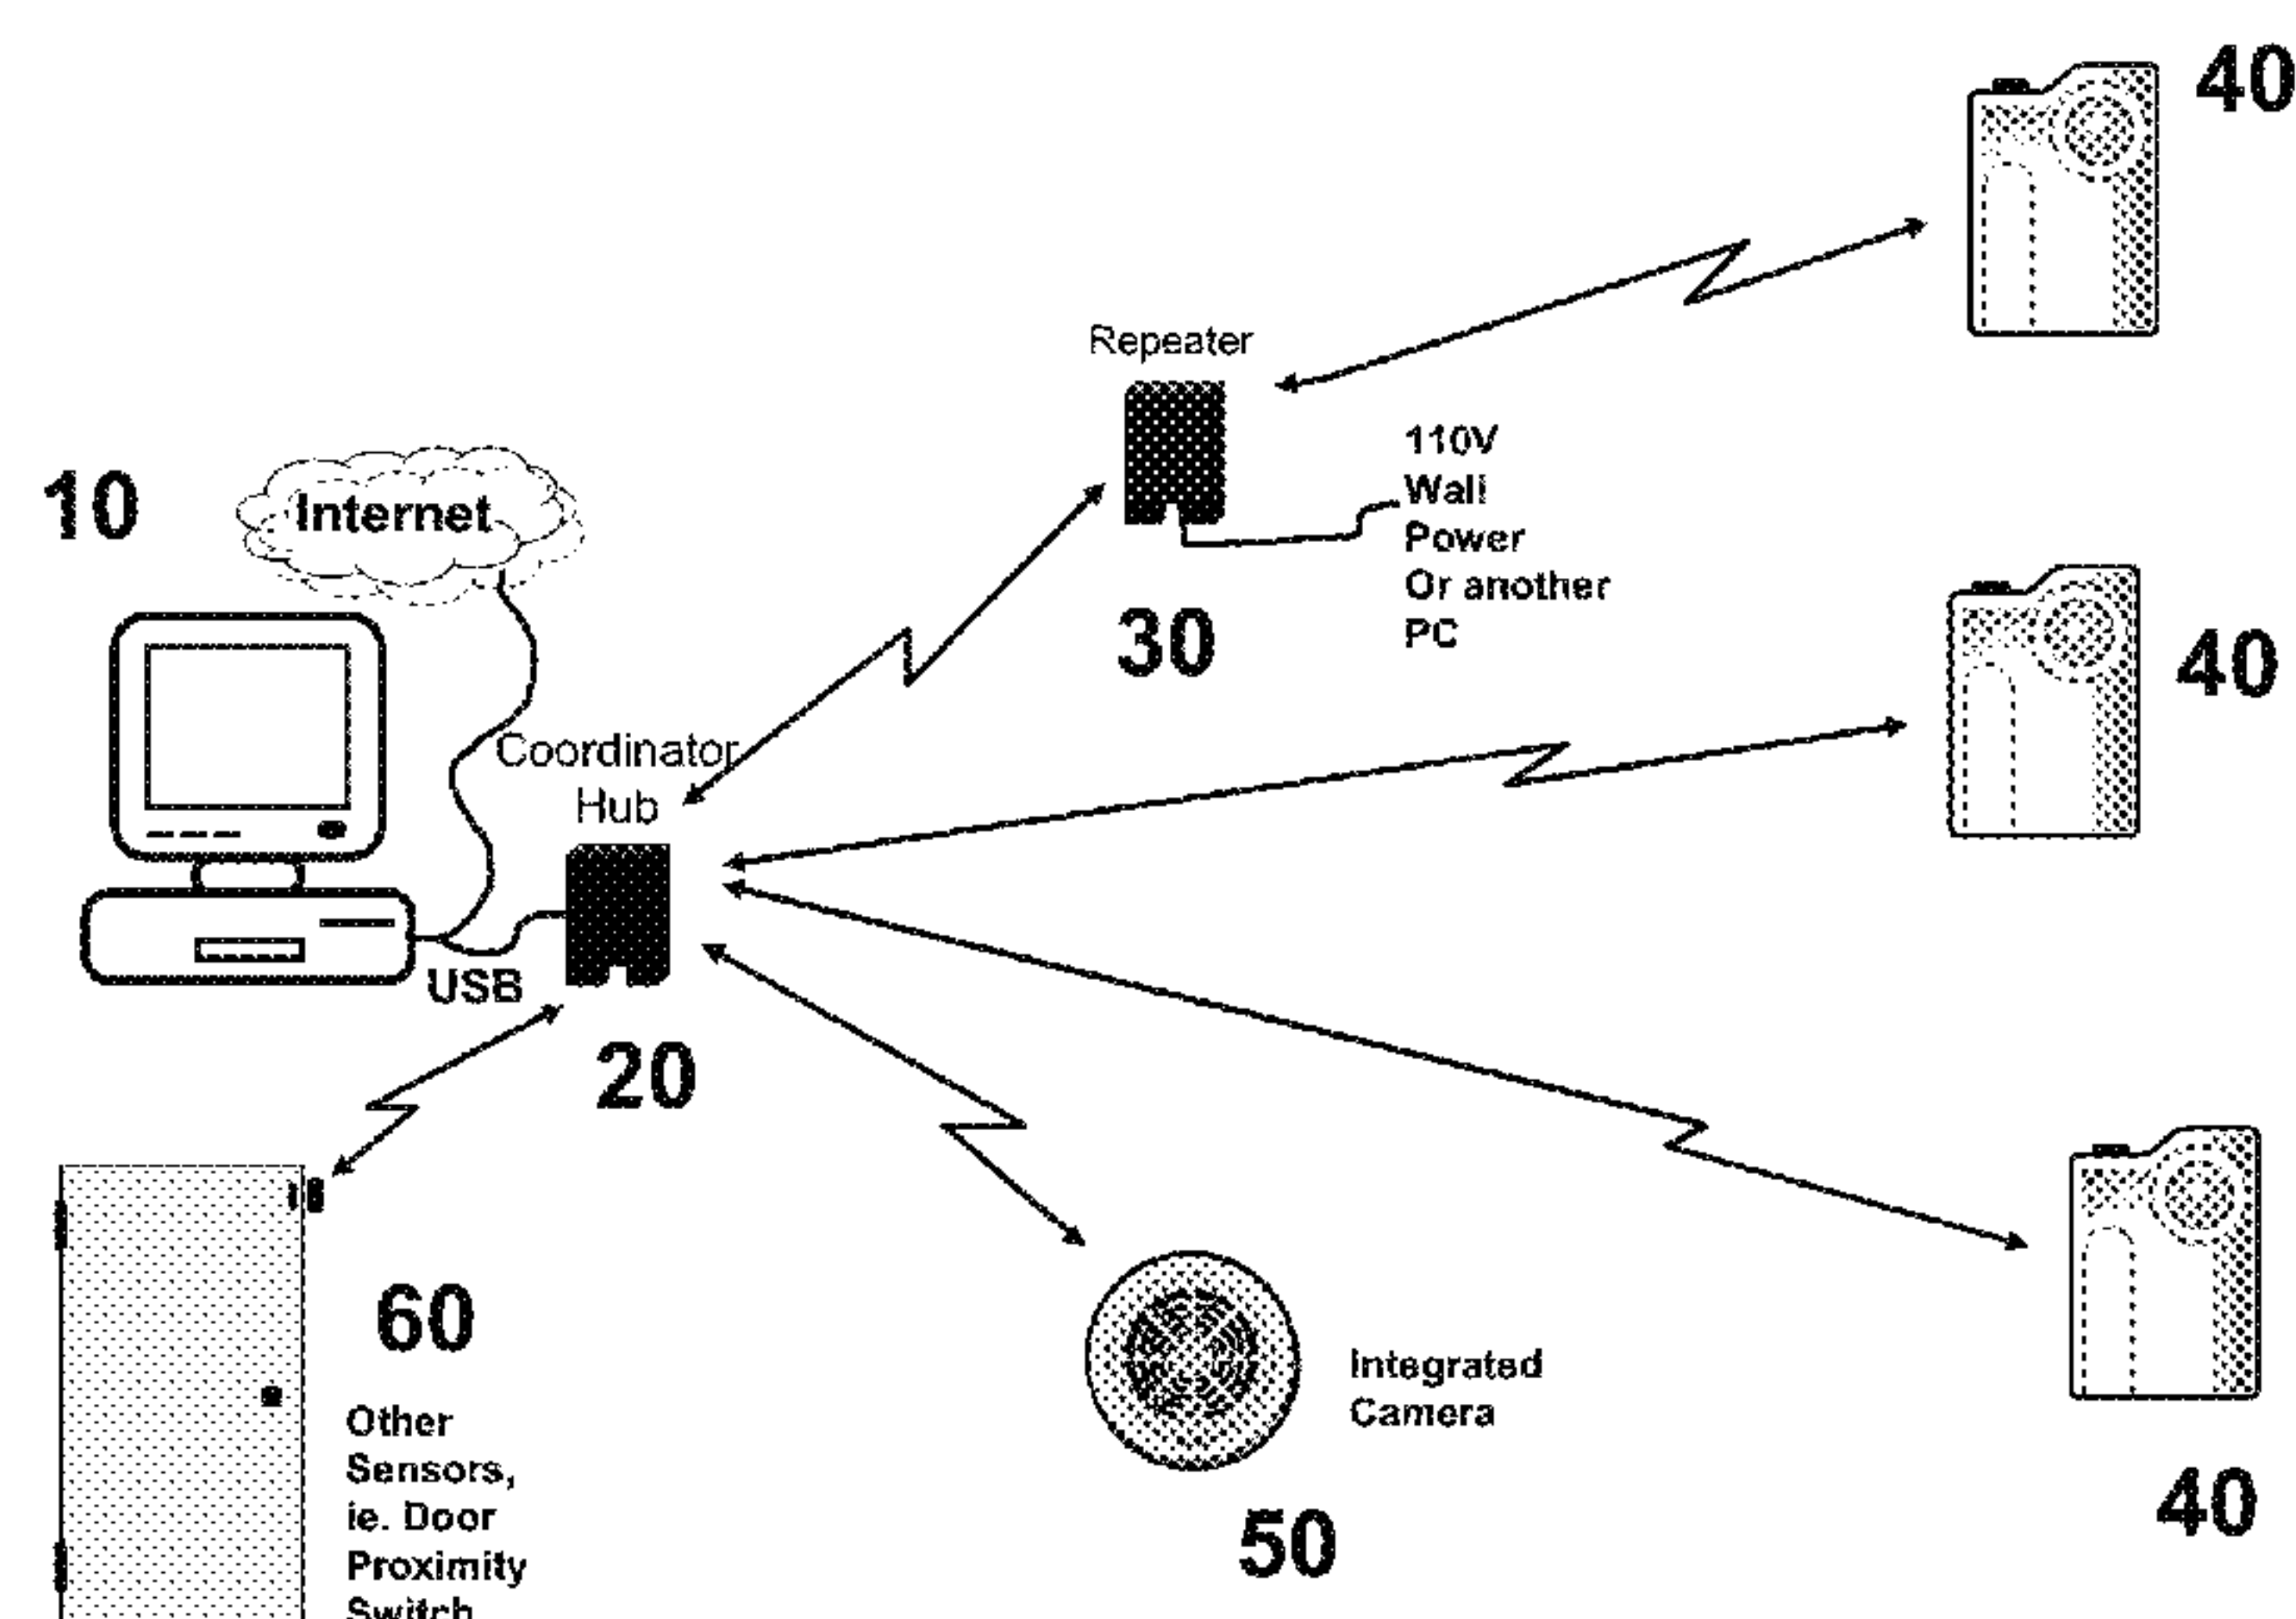 40
Repeater
110V
Wall
Power
Or another
PC
30
10
Internet
40
Coordinator
Hub
USB
20
60
Other
Sensors,
ie. Door
Proximity
Switch
Integrated
Camera
50
40